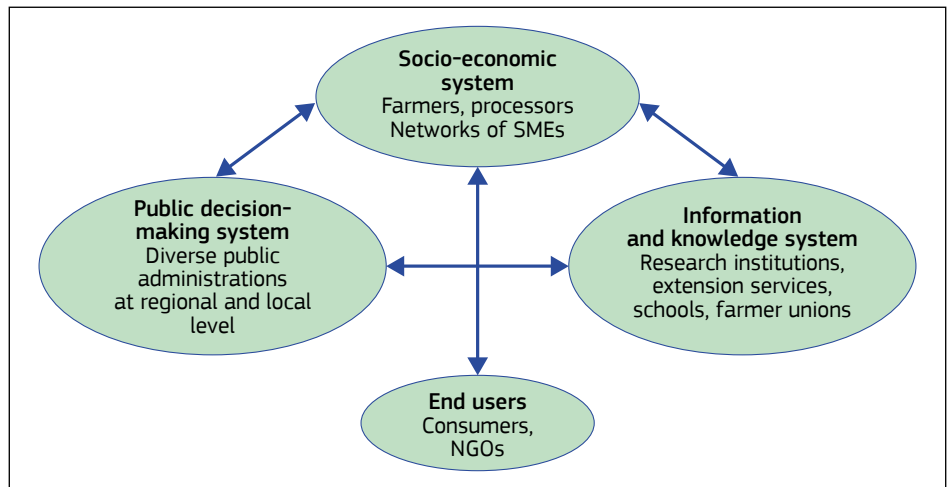 Socio-economic
system
Farmers, processors
Networks of SMEs
Public decision-
making system
Diverse public
administrations
at regional and local
level
Information
and knowledge system
Research institutions,
extension services,
schools, farmer unions
End users
Consumers,
NGOs